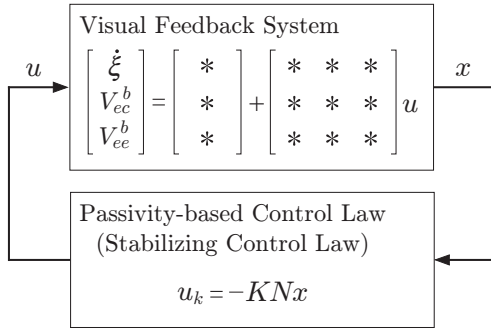 Visual Feedback System
u
x
[ξ̇ V_ec^b V_ee^b] = [* * *] + [* * * * * * * * *] u
Passivity-based Control Law
(Stabilizing Control Law)
u_k = −KNx